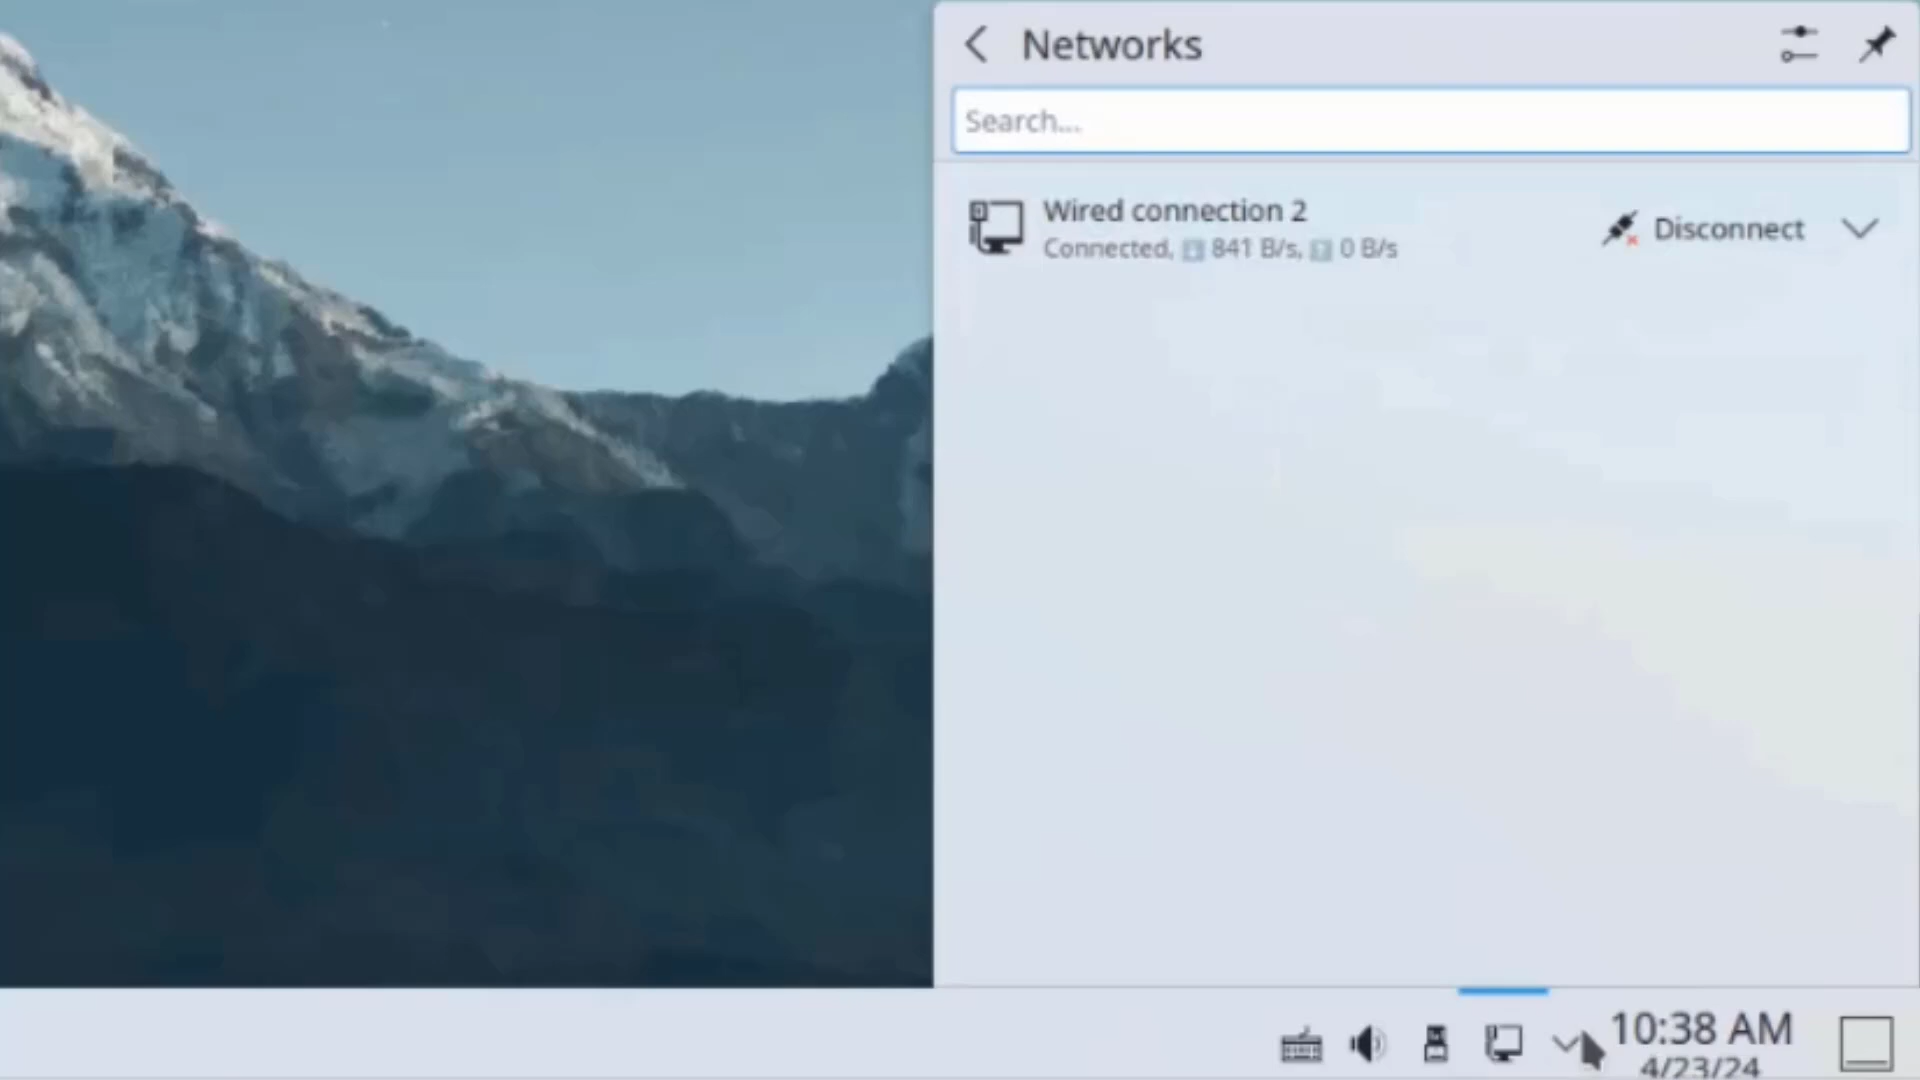 Networks
Search...
Wired connection 2
Connected, ⬇ 841 B/s, ⬆ 0 B/s
Disconnect
10:38 AM
4/23/24